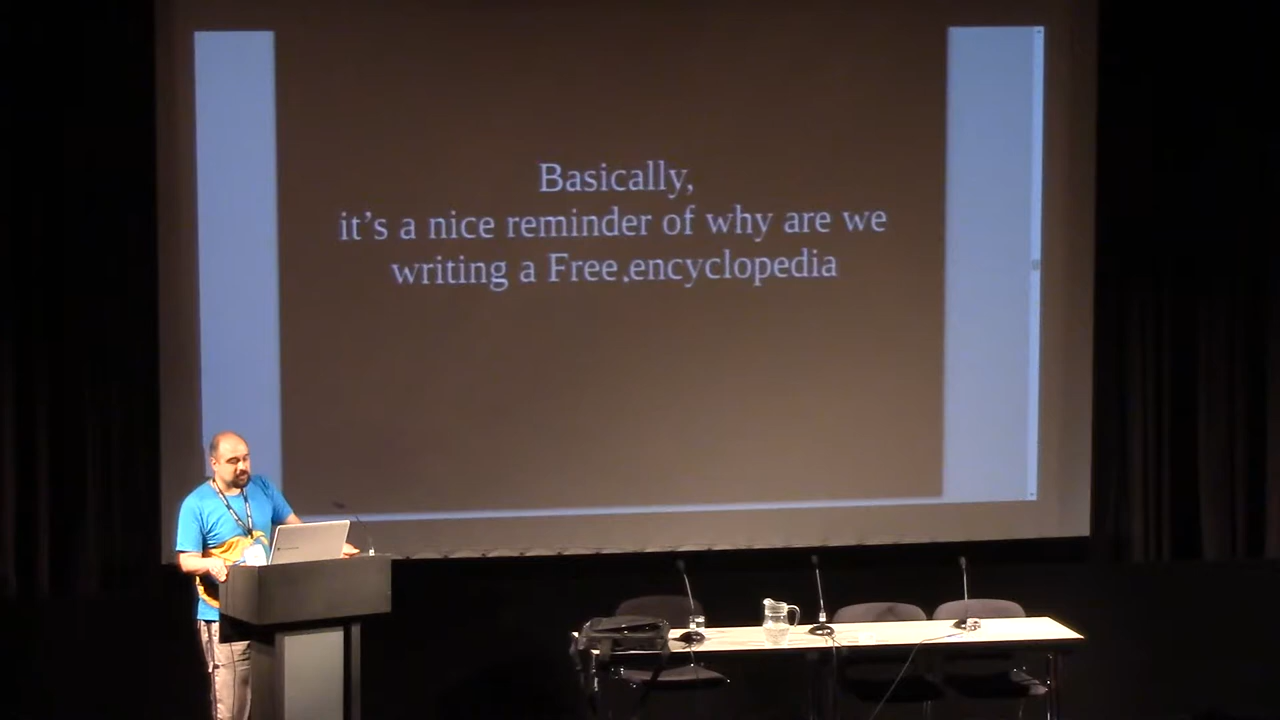 Basically,
it’s a nice reminder of why are we
writing a Free encyclopedia